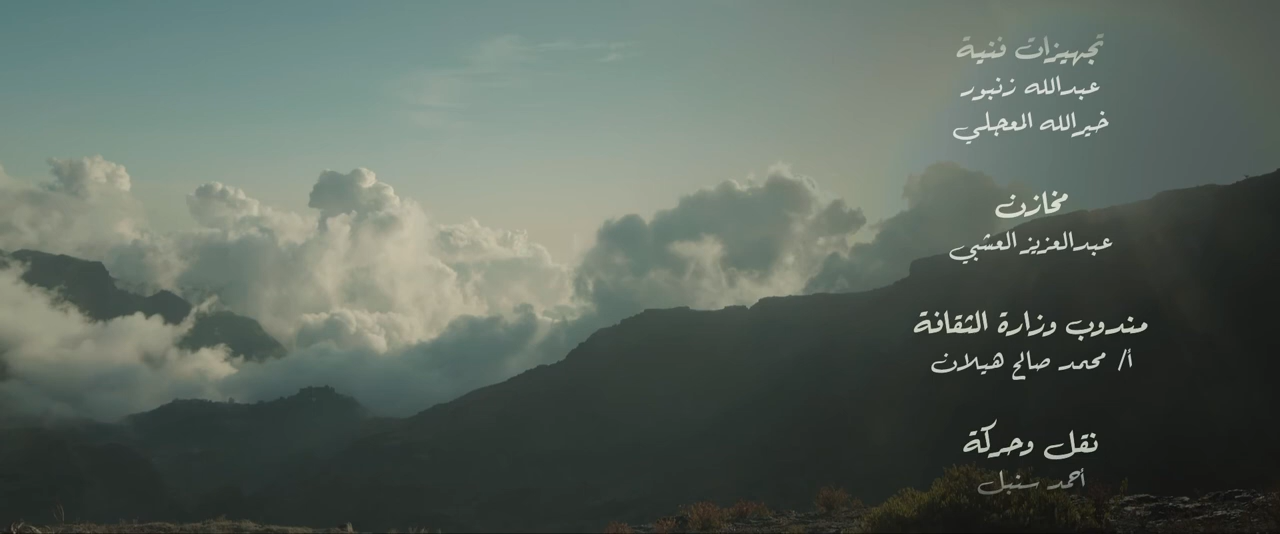 تجهيزات فنية
عبدالله زنبور
خيرالله المعجلي
مخازن
عبدالعزيز العشبي
مندوب وزارة الثقافة
أ/ محمد صالح هيلان
نقل وحركة
أحمد سنبل